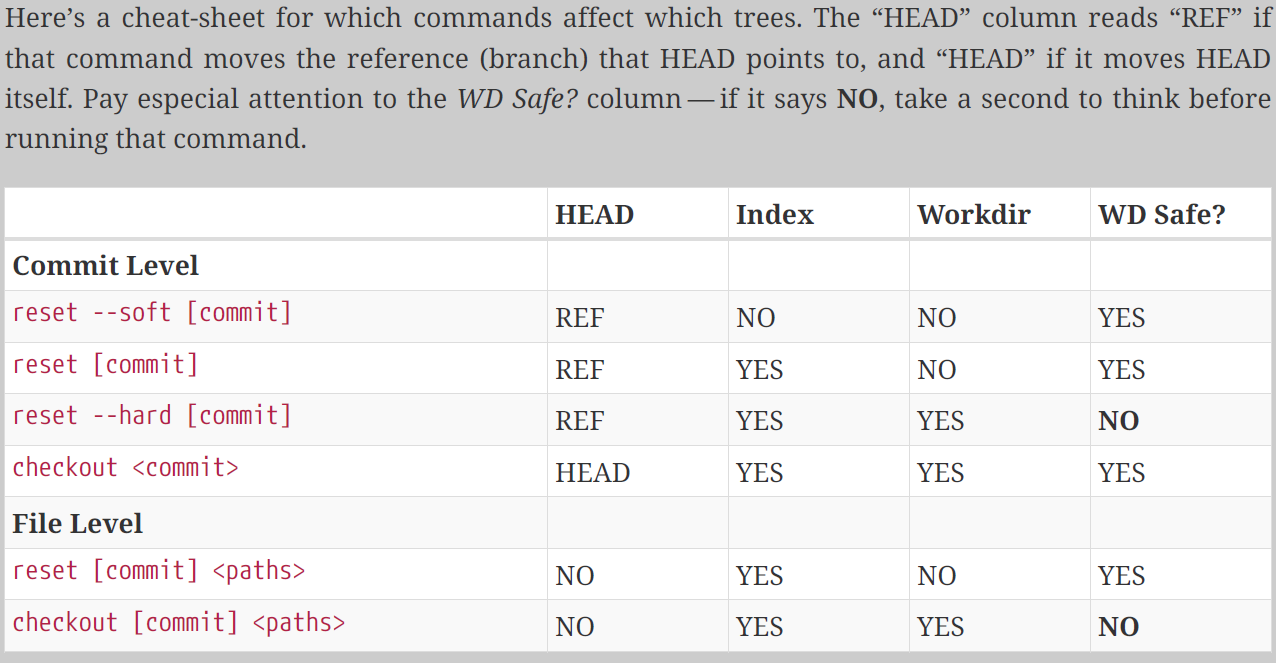 Here’s a cheat-sheet for which commands affect which trees. The “HEAD” column reads “REF” if
that command moves the reference (branch) that HEAD points to, and “HEAD” if it moves HEAD
itself. Pay especial attention to the WD Safe? column — if it says NO, take a second to think before
running that command.
HEAD Index Workdir WD Safe?
Commit Level
reset --soft [commit] REF NO NO YES
reset [commit] REF YES NO YES
reset --hard [commit] REF YES YES NO
checkout <commit> HEAD YES YES YES
File Level
reset [commit] <paths> NO YES NO YES
checkout [commit] <paths> NO YES YES NO